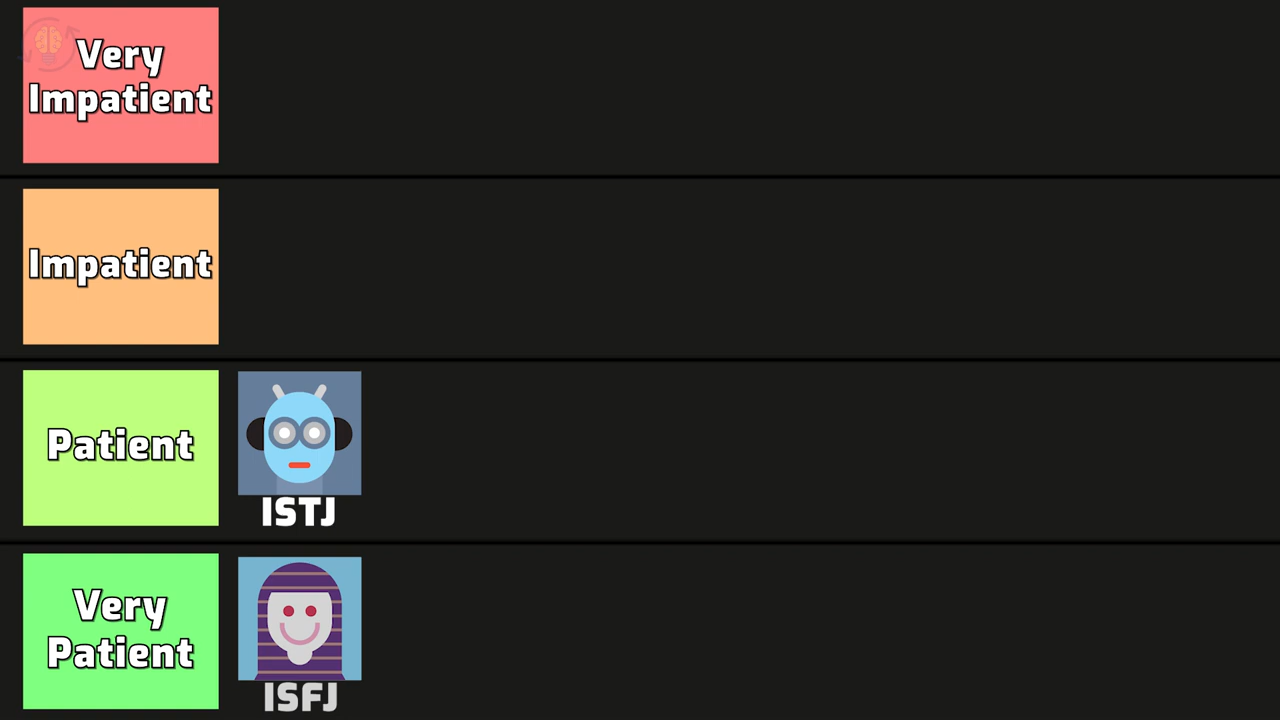 Very
Impatient
Impatient
Patient
ISTJ
Very
Patient
ISFJ